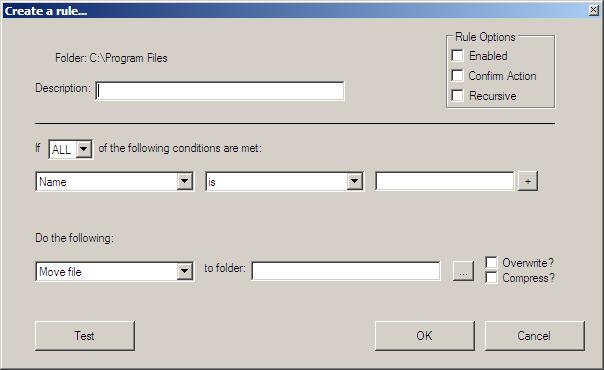 Create a rule...
Rule Options
Folder: C:\Program Files
Enabled
Confirm Action
Description:
Recursive
If ALL of the following conditions are met:
Name is +
Do the following:
Overwrite?
Move file to folder: ...
Compress?
Test OK Cancel